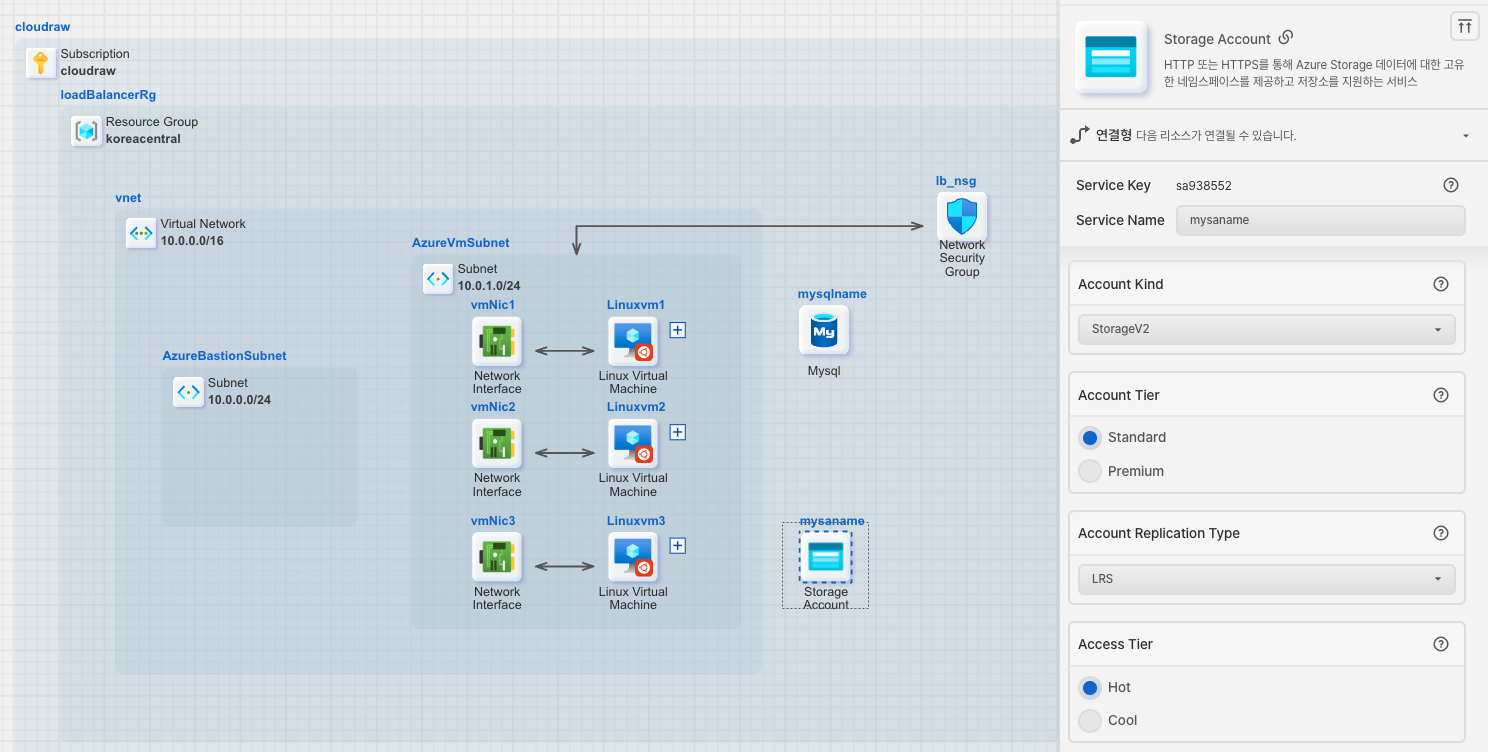 cloudraw
Subscription
cloudraw
loadBalancerRg
Resource Group
koreacentral
vnet
Virtual Network
10.0.0.0/16
lb_nsg
Network
Security
Group
AzureVmSubnet
Subnet
10.0.1.0/24
vmNic1
Network
Interface
Linuxvm1
Linux Virtual
Machine
mysqlname
My
Mysql
AzureBastionSubnet
Subnet
10.0.0.0/24
vmNic2
Network
Interface
Linuxvm2
Linux Virtual
Machine
vmNic3
Network
Interface
Linuxvm3
Linux Virtual
Machine
mysaname
Storage
Account
Storage Account
HTTP 또는 HTTPS를 통해 Azure Storage 데이터에 대한 고유
한 네임스페이스를 제공하고 저장소를 지원하는 서비스
연결형 다음 리소스가 연결될 수 있습니다.
Service Key sa938552
Service Name mysaname
Account Kind
StorageV2
Account Tier
Standard
Premium
Account Replication Type
LRS
Access Tier
Hot
Cool